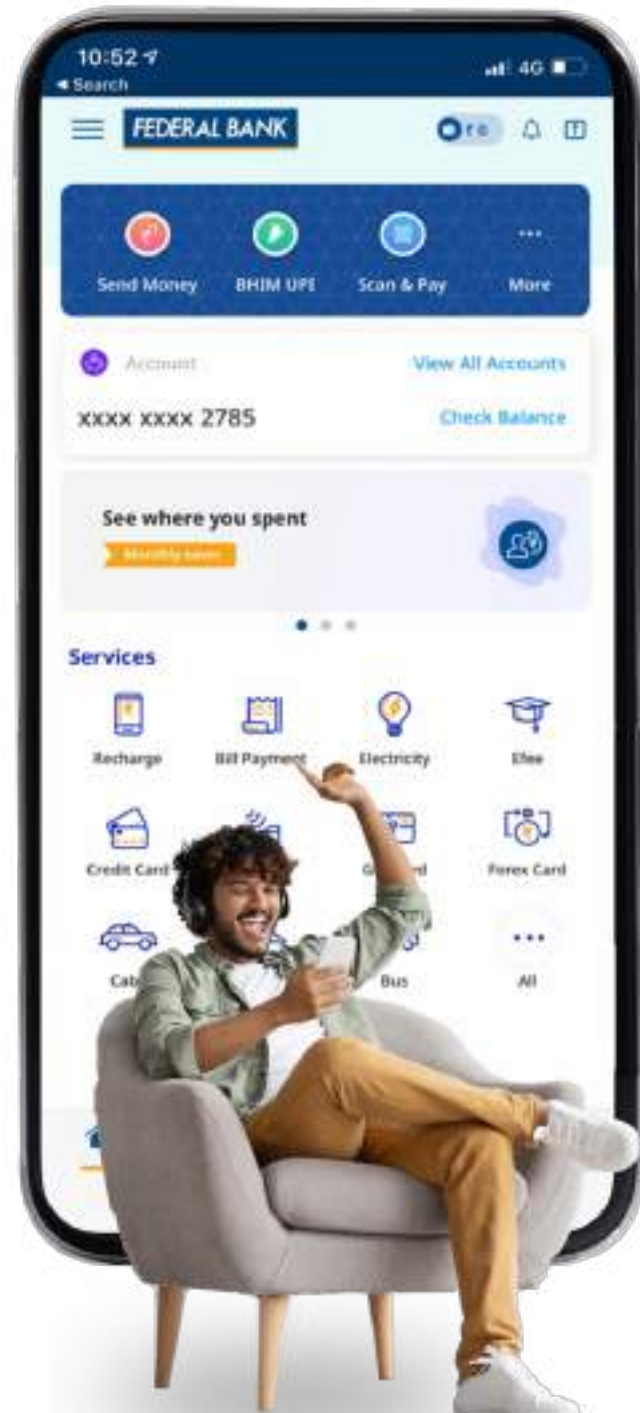 10:52
4G
Search
FEDERAL BANK
Send Money BHIM UPI Scan & Pay More
Account View All Accounts
xxxx xxxx 2785 Check Balance
See where you spent
Monthly
Services
Recharge Bill Payment Electricity Efee
Credit Card Forex Card
Bus All